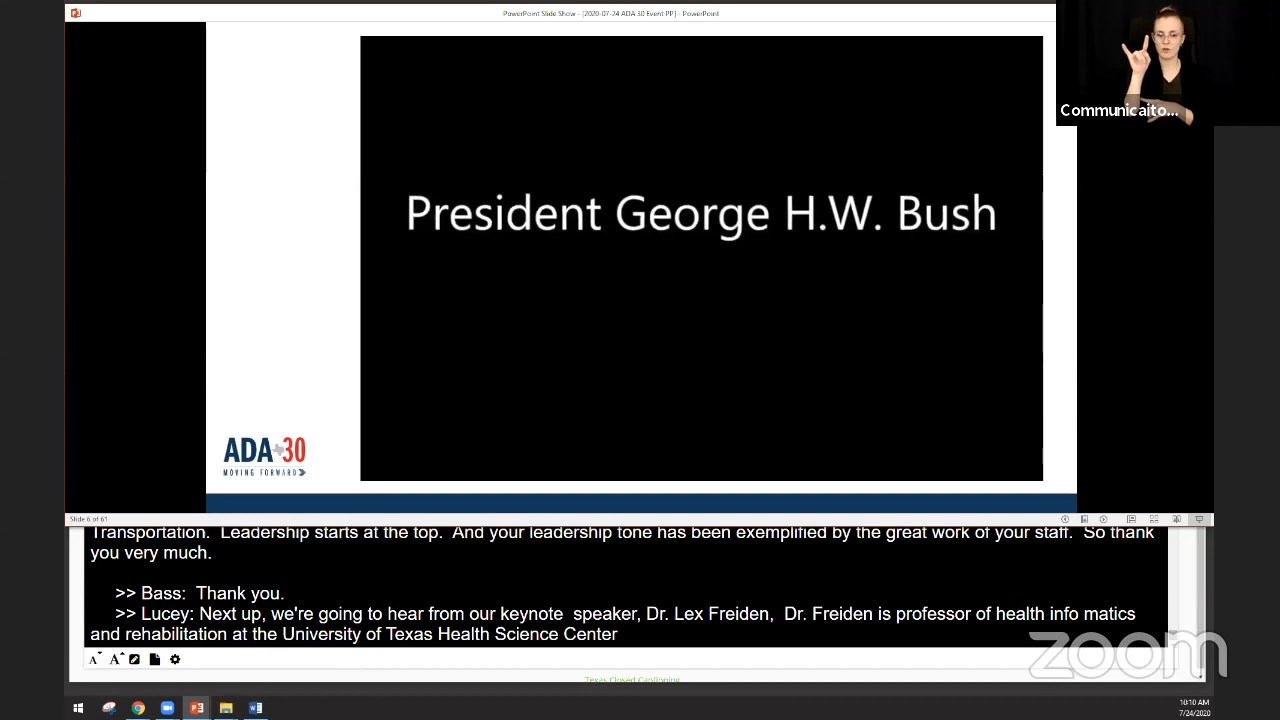 PowerPoint Slide Show - [2020-07-24 ADA 30 Event PP] - PowerPoint
Communicaito...
President George H.W. Bush
ADA 30
MOVING FORWARD
Slide 6 of 61
Transportation. Leadership starts at the top. And your leadership tone has been exemplified by the great work of your staff. So thank
you very much.
>> Bass: Thank you.
>> Lucey: Next up, we're going to hear from our keynote speaker, Dr. Lex Freiden, Dr. Freiden is professor of health info matics
and rehabilitation at the University of Texas Health Science Center
zoom
A A
Texas Closed Captioning
10:10 AM
7/24/2020